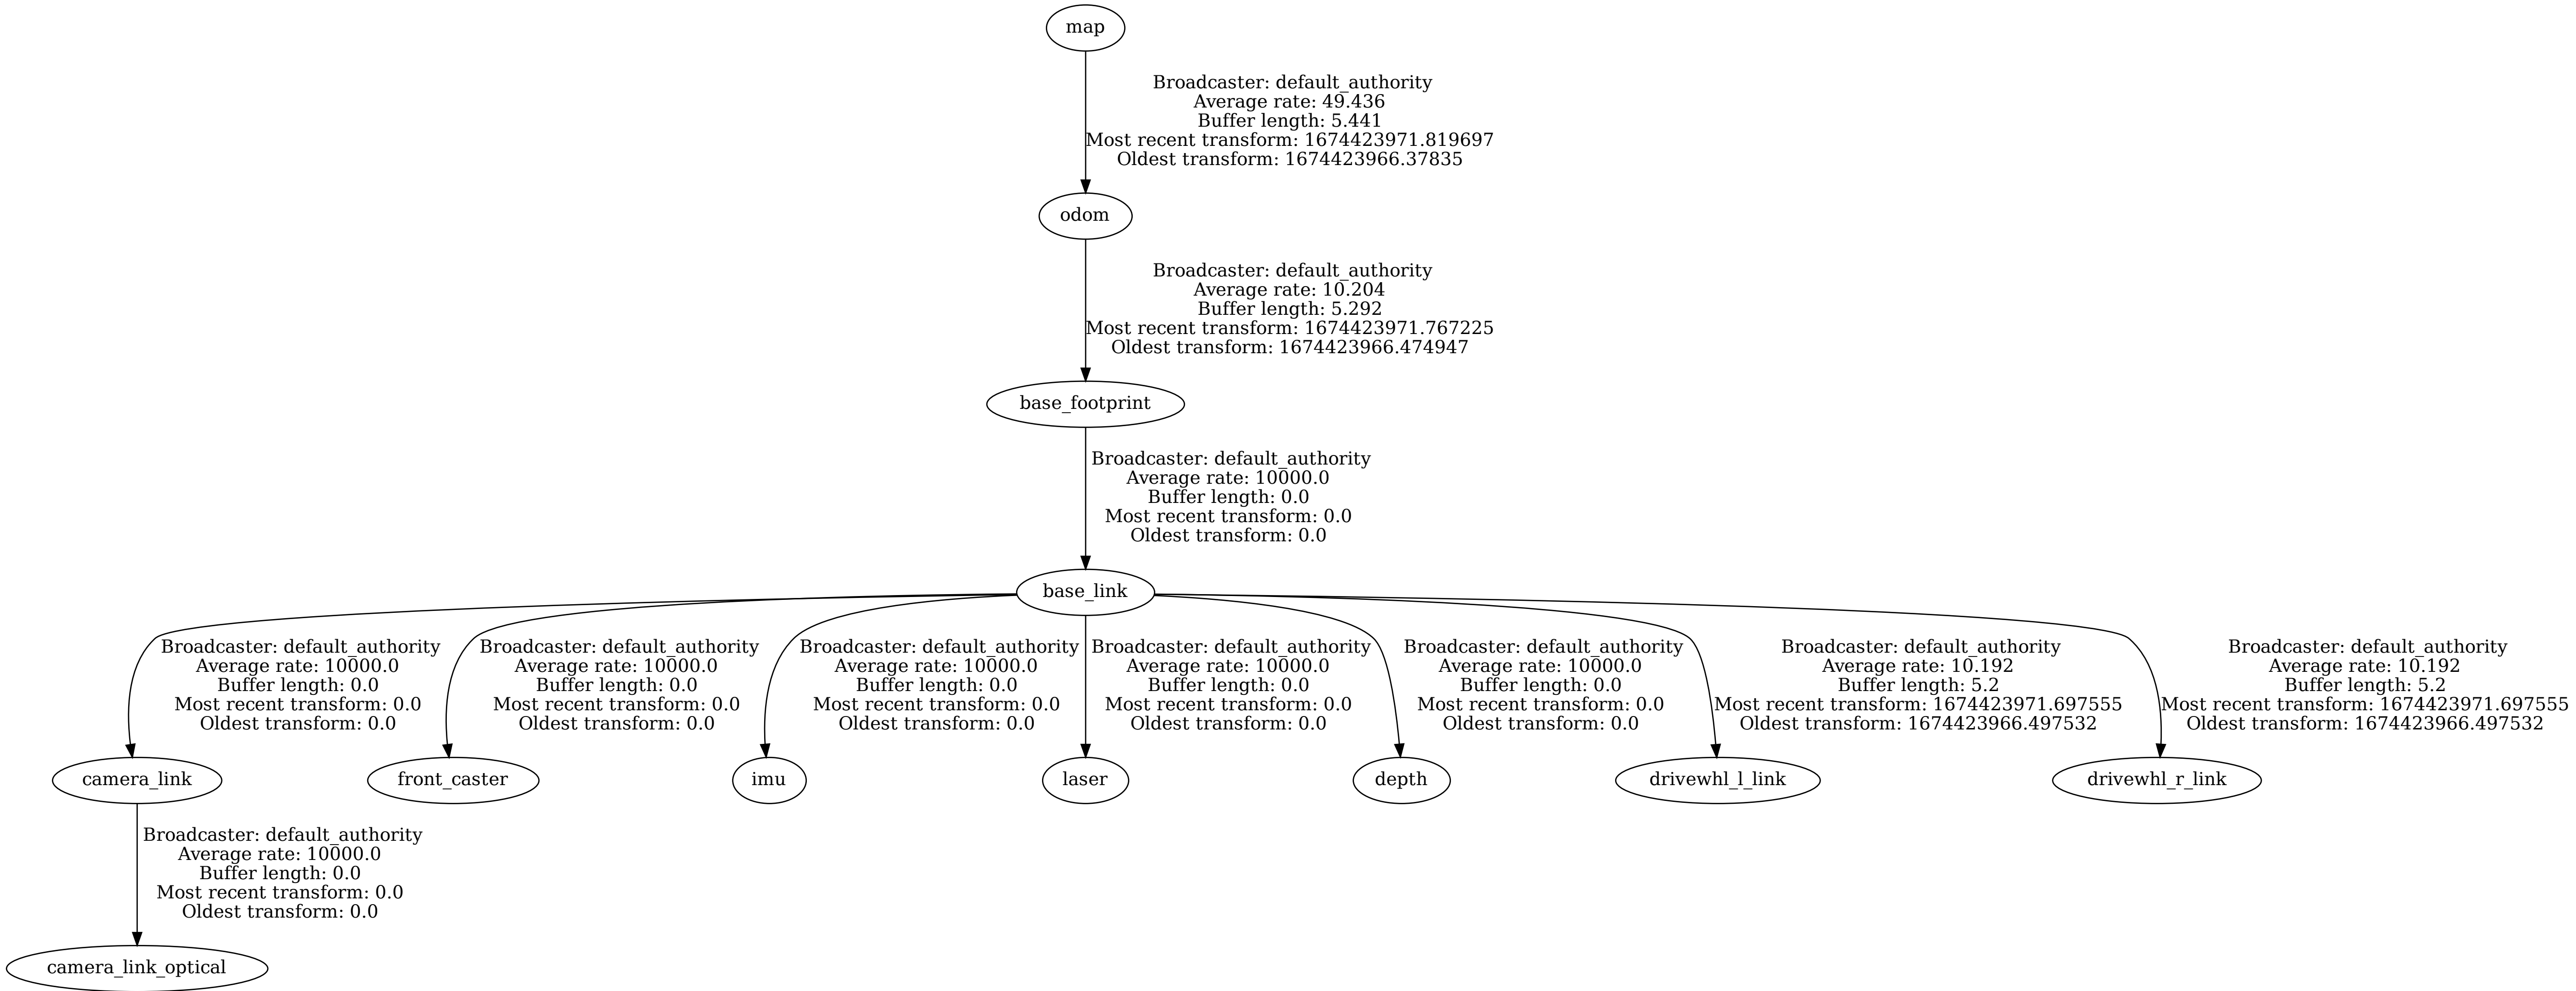 map
Broadcaster: default_authority
Average rate: 49.436
Buffer length: 5.441
Most recent transform: 1674423971.819697
Oldest transform: 1674423966.37835
odom
Broadcaster: default_authority
Average rate: 10.204
Buffer length: 5.292
Most recent transform: 1674423971.767225
Oldest transform: 1674423966.474947
base_footprint
Broadcaster: default_authority
Average rate: 10000.0
Buffer length: 0.0
Most recent transform: 0.0
Oldest transform: 0.0
base_link
Broadcaster: default_authority
Average rate: 10000.0
Buffer length: 0.0
Most recent transform: 0.0
Oldest transform: 0.0
Broadcaster: default_authority
Average rate: 10000.0
Buffer length: 0.0
Most recent transform: 0.0
Oldest transform: 0.0
Broadcaster: default_authority
Average rate: 10000.0
Buffer length: 0.0
Most recent transform: 0.0
Oldest transform: 0.0
Broadcaster: default_authority
Average rate: 10000.0
Buffer length: 0.0
Most recent transform: 0.0
Oldest transform: 0.0
Broadcaster: default_authority
Average rate: 10000.0
Buffer length: 0.0
Most recent transform: 0.0
Oldest transform: 0.0
Broadcaster: default_authority
Average rate: 10.192
Buffer length: 5.2
Most recent transform: 1674423971.697555
Oldest transform: 1674423966.497532
Broadcaster: default_authority
Average rate: 10.192
Buffer length: 5.2
Most recent transform: 1674423971.697555
Oldest transform: 1674423966.497532
camera_link
front_caster
imu
laser
depth
drivewhl_l_link
drivewhl_r_link
Broadcaster: default_authority
Average rate: 10000.0
Buffer length: 0.0
Most recent transform: 0.0
Oldest transform: 0.0
camera_link_optical